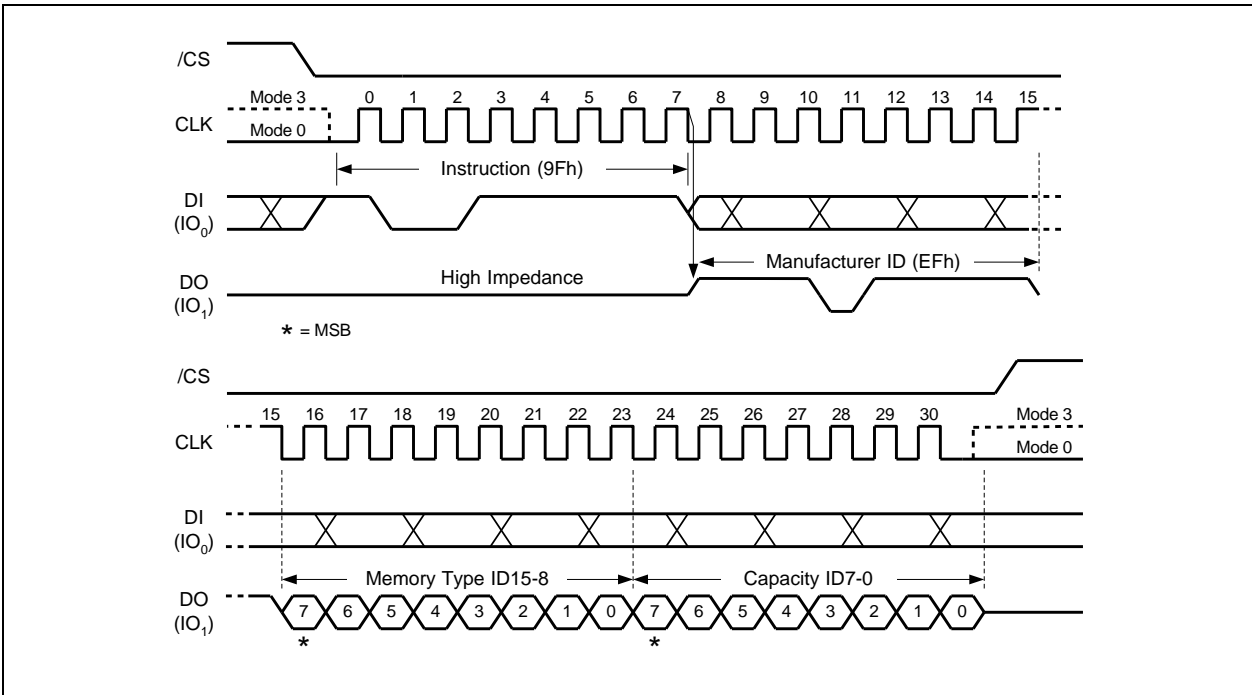 /CS
Mode 3 0 1 2 3 4 5 6 7 8 9 10 11 12 13 14 15
CLK
Mode 0
Instruction (9Fh)
DI
(IO₀)
Manufacturer ID (EFh)
High Impedance
DO
(IO₁)
* = MSB
/CS
15 16 17 18 19 20 21 22 23 24 25 26 27 28 29 30 Mode 3
CLK
Mode 0
DI
(IO₀)
Memory Type ID15-8 Capacity ID7-0
DO
7 6 5 4 3 2 1 0 7 6 5 4 3 2 1 0
(IO₁)
* *